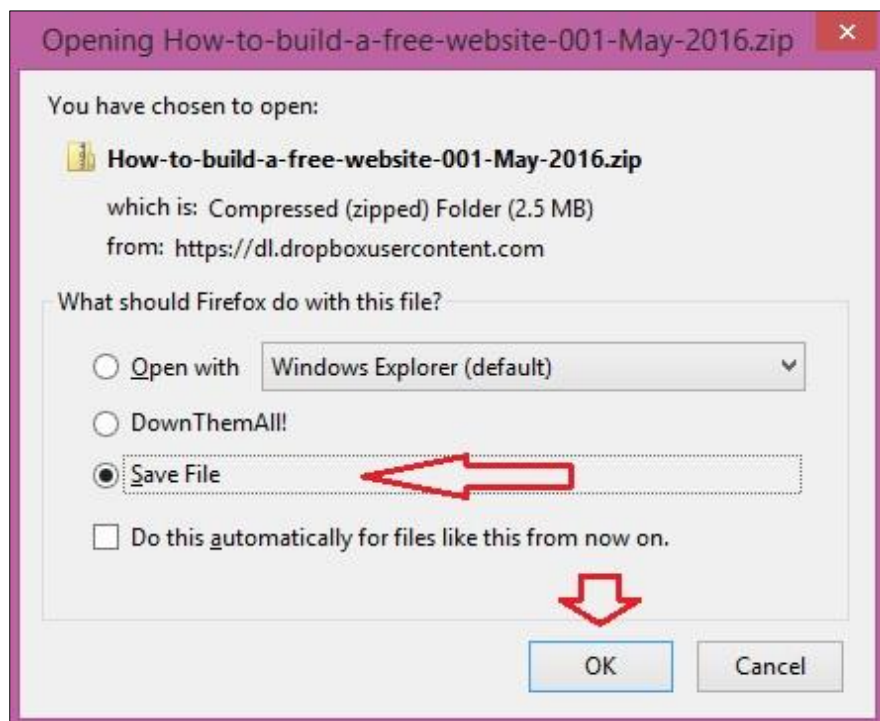 Opening How-to-build-a-free-website-001-May-2016.zip
You have chosen to open:
How-to-build-a-free-website-001-May-2016.zip
which is: Compressed (zipped) Folder (2.5 MB)
from: https://dl.dropboxusercontent.com
What should Firefox do with this file?
Open with Windows Explorer (default)
DownThemAll!
Save File
Do this automatically for files like this from now on.
OK Cancel